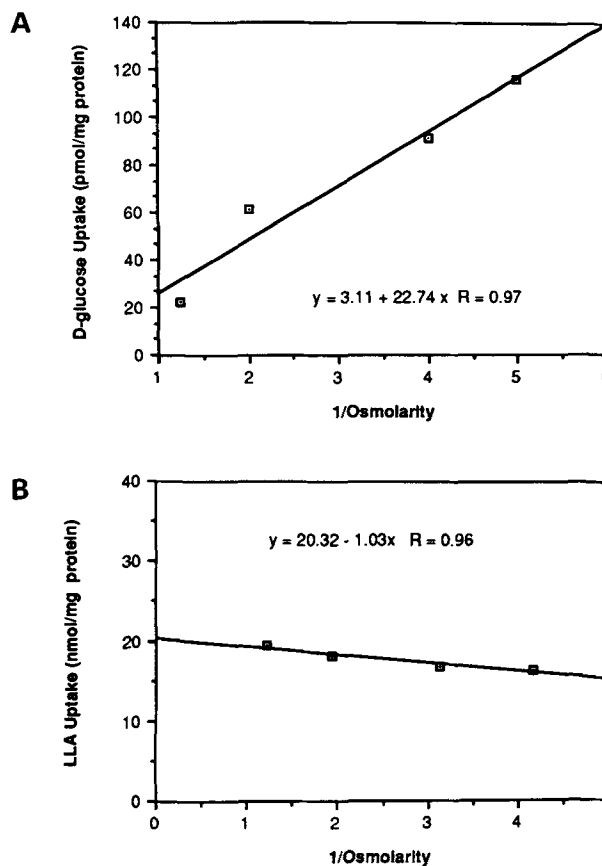 A
140
120
100
80
60
40
20
0
D-glucose Uptake (pmol/mg protein)
y = 3.11 + 22.74 x R = 0.97
1 2 3 4 5
1/Osmolarity
B
40
30
20
10
0
LLA Uptake (nmol/mg protein)
y = 20.32 - 1.03x R = 0.96
0 1 2 3 4
1/Osmolarity